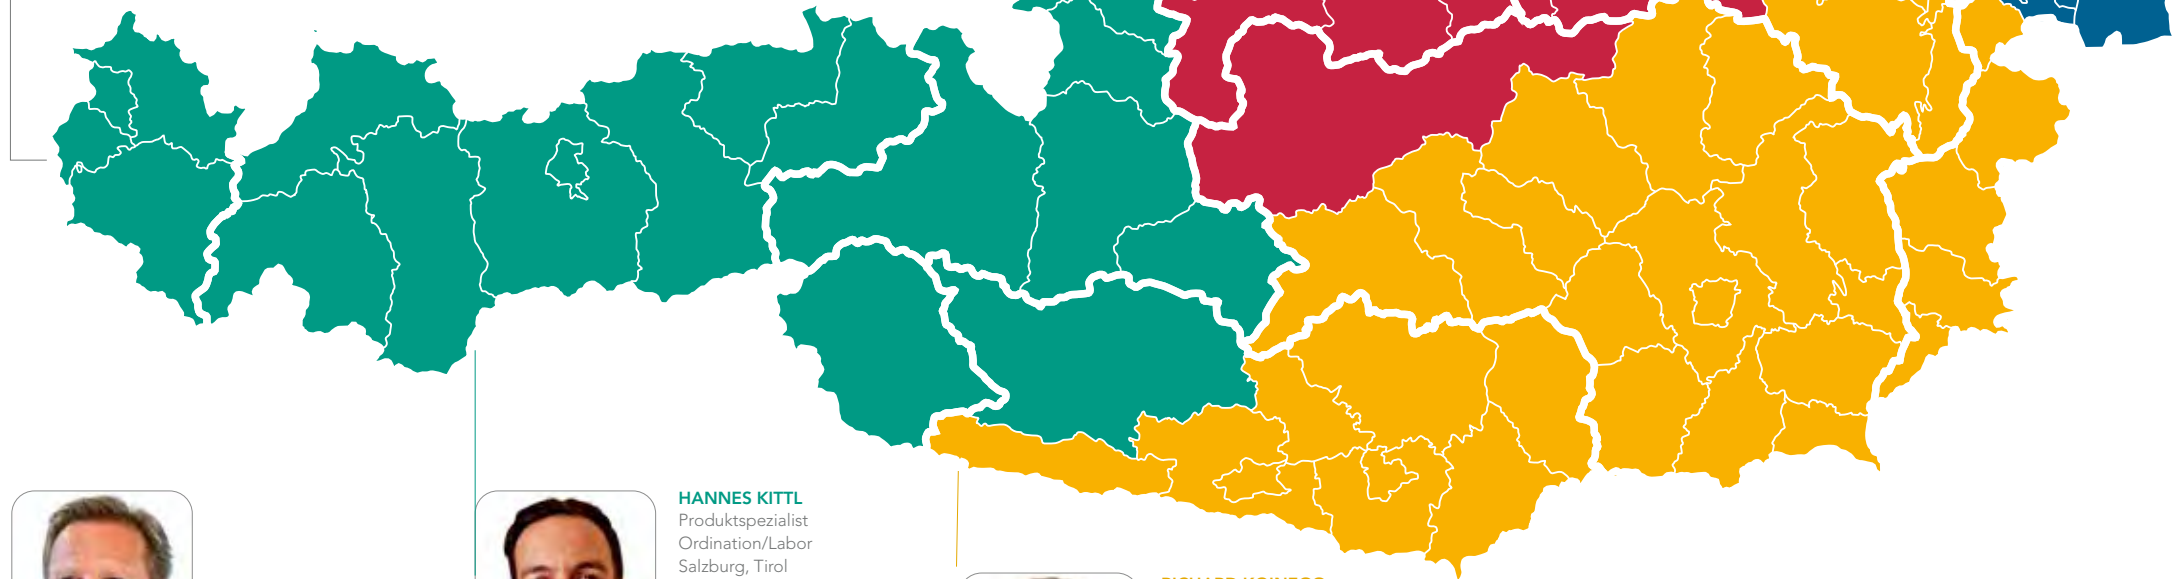 HANNES KITTL
Produktspezialist
Ordination/Labor
Salzburg, Tirol